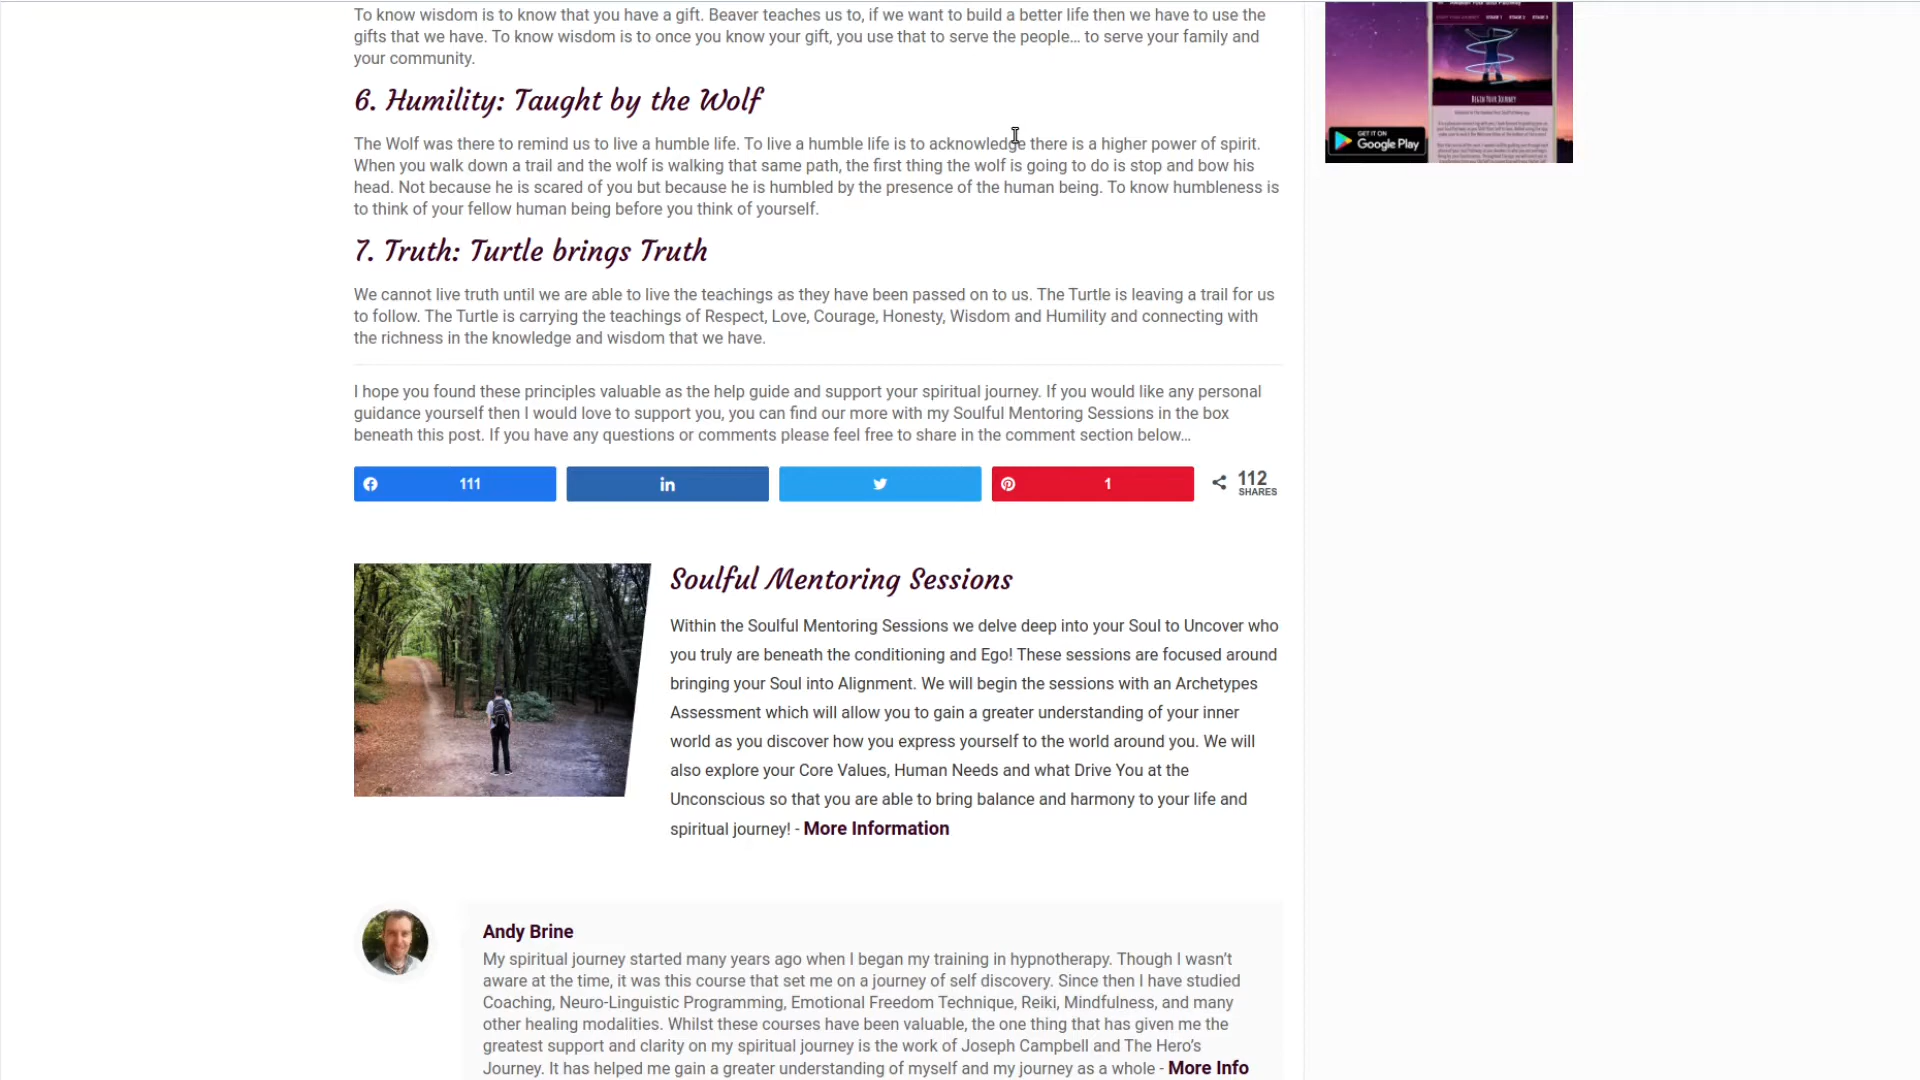 To know wisdom is to know that you have a gift. Beaver teaches us to, if we want to build a better life then we have to use the
gifts that we have. To know wisdom is to once you know your gift, you use that to serve the people… to serve your family and
your community.
6. Humility: Taught by the Wolf
The Wolf was there to remind us to live a humble life. To live a humble life is to acknowledge there is a higher power of spirit.
When you walk down a trail and the wolf is walking that same path, the first thing the wolf is going to do is stop and bow his
head. Not because he is scared of you but because he is humbled by the presence of the human being. To know humbleness is
to think of your fellow human being before you think of yourself.
7. Truth: Turtle brings Truth
We cannot live truth until we are able to live the teachings as they have been passed on to us. The Turtle is leaving a trail for us
to follow. The Turtle is carrying the teachings of Respect, Love, Courage, Honesty, Wisdom and Humility and connecting with
the richness in the knowledge and wisdom that we have.
I hope you found these principles valuable as the help guide and support your spiritual journey. If you would like any personal
guidance yourself then I would love to support you, you can find our more with my Soulful Mentoring Sessions in the box
beneath this post. If you have any questions or comments please feel free to share in the comment section below…
111
in
1
112
SHARES
Soulful Mentoring Sessions
Within the Soulful Mentoring Sessions we delve deep into your Soul to Uncover who
you truly are beneath the conditioning and Ego! These sessions are focused around
bringing your Soul into Alignment. We will begin the sessions with an Archetypes
Assessment which will allow you to gain a greater understanding of your inner
world as you discover how you express yourself to the world around you. We will
also explore your Core Values, Human Needs and what Drive You at the
Unconscious so that you are able to bring balance and harmony to your life and
spiritual journey! - More Information
Andy Brine
My spiritual journey started many years ago when I began my training in hypnotherapy. Though I wasn't
aware at the time, it was this course that set me on a journey of self discovery. Since then I have studied
Coaching, Neuro-Linguistic Programming, Emotional Freedom Technique, Reiki, Mindfulness, and many
other healing modalities. Whilst these courses have been valuable, the one thing that has given me the
greatest support and clarity on my spiritual journey is the work of Joseph Campbell and The Hero's
Journey. It has helped me gain a greater understanding of myself and my journey as a whole - More Info
STAGE 1 STAGE 2 STAGE 3
BEGIN YOUR JOURNEY
GET IT ON
Google Play